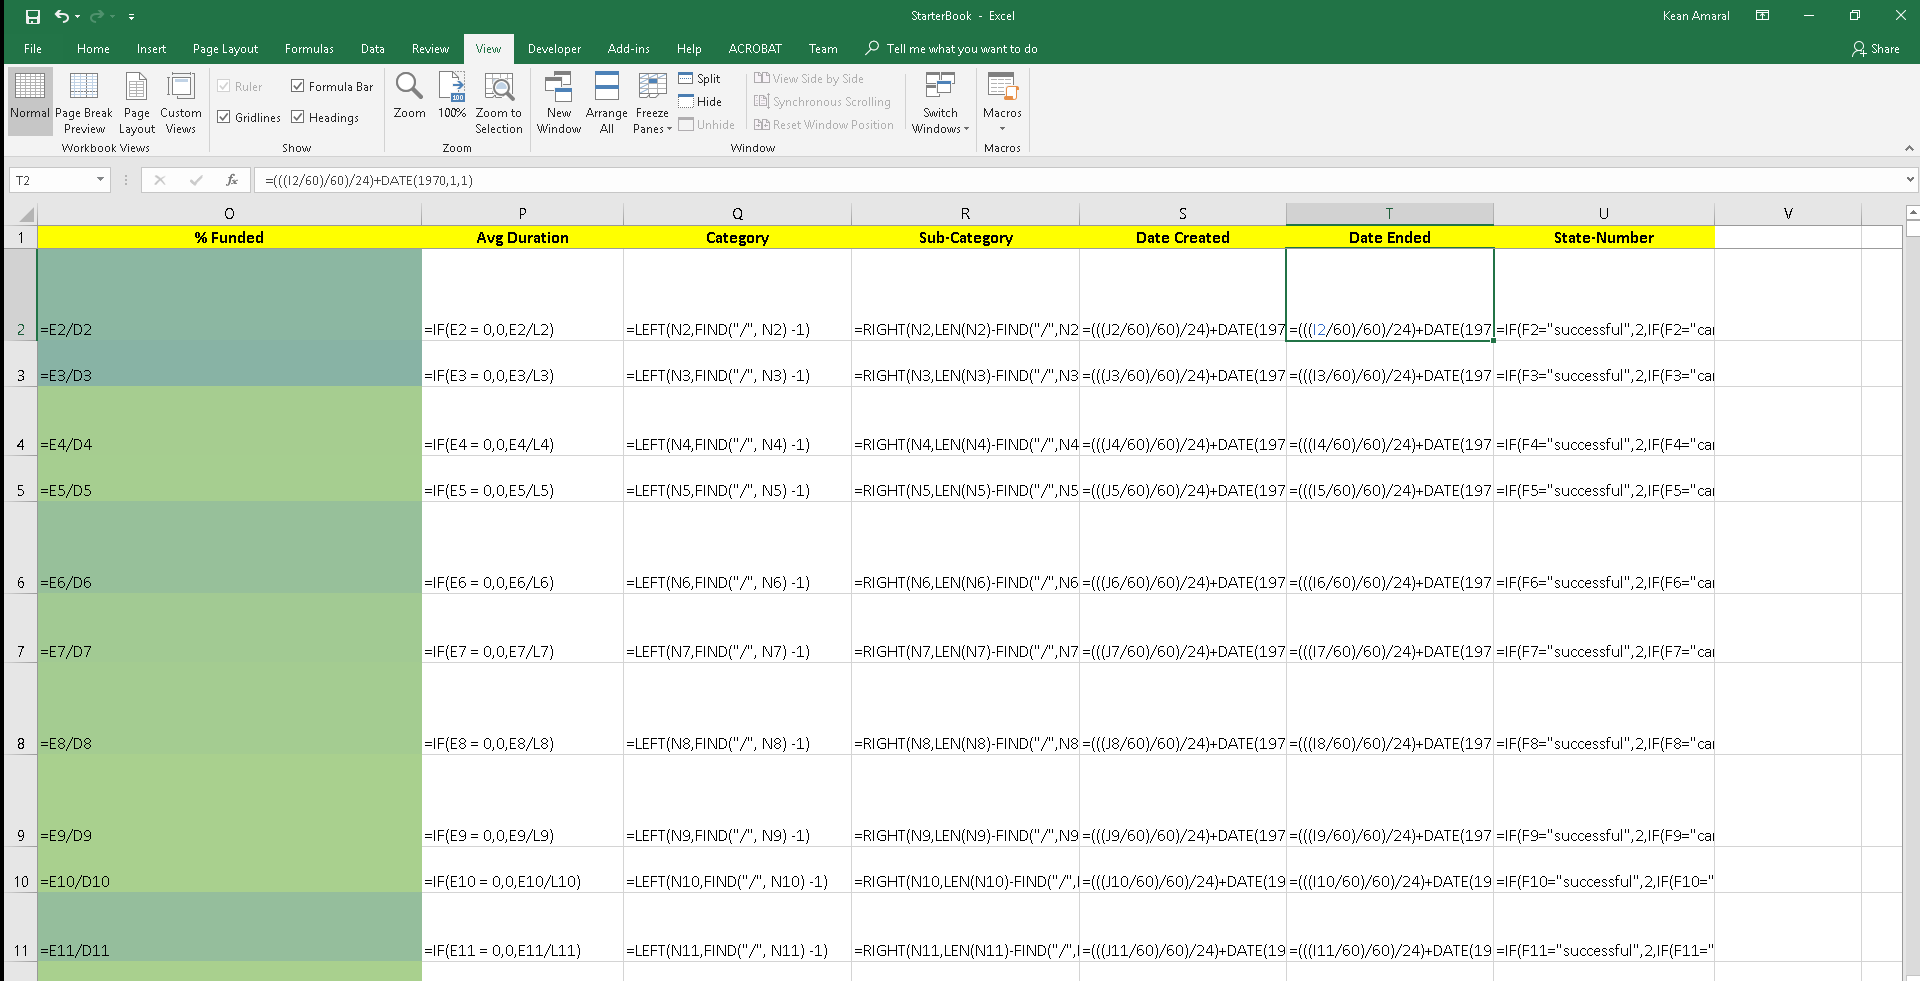 StarterBook - Excel
Kean Amaral
File Home Insert Page Layout Formulas Data Review View Developer Add-ins Help ACROBAT Team Tell me what you want to do Share
Normal Page Break Preview Page Layout Custom Views
Ruler Formula Bar
Gridlines Headings
Zoom 100% Zoom to Selection
New Window Arrange All Freeze Panes
Split
Hide
Unhide
View Side by Side
Synchronous Scrolling
Reset Window Position
Switch Windows
Macros
Workbook Views Show Zoom Window Macros
T2 fx =(((I2/60)/60)/24)+DATE(1970,1,1)
O P Q R S T U V
1 % Funded Avg Duration Category Sub-Category Date Created Date Ended State-Number
2 =E2/D2 =IF(E2 = 0,0,E2/L2) =LEFT(N2,FIND("/", N2) -1) =RIGHT(N2,LEN(N2)-FIND("/",N2 =(((J2/60)/60)/24)+DATE(197 =(((I2/60)/60)/24)+DATE(197 =IF(F2="successful",2,IF(F2="car
3 =E3/D3 =IF(E3 = 0,0,E3/L3) =LEFT(N3,FIND("/", N3) -1) =RIGHT(N3,LEN(N3)-FIND("/",N3 =(((J3/60)/60)/24)+DATE(197 =(((I3/60)/60)/24)+DATE(197 =IF(F3="successful",2,IF(F3="car
4 =E4/D4 =IF(E4 = 0,0,E4/L4) =LEFT(N4,FIND("/", N4) -1) =RIGHT(N4,LEN(N4)-FIND("/",N4 =(((J4/60)/60)/24)+DATE(197 =(((I4/60)/60)/24)+DATE(197 =IF(F4="successful",2,IF(F4="car
5 =E5/D5 =IF(E5 = 0,0,E5/L5) =LEFT(N5,FIND("/", N5) -1) =RIGHT(N5,LEN(N5)-FIND("/",N5 =(((J5/60)/60)/24)+DATE(197 =(((I5/60)/60)/24)+DATE(197 =IF(F5="successful",2,IF(F5="car
6 =E6/D6 =IF(E6 = 0,0,E6/L6) =LEFT(N6,FIND("/", N6) -1) =RIGHT(N6,LEN(N6)-FIND("/",N6 =(((J6/60)/60)/24)+DATE(197 =(((I6/60)/60)/24)+DATE(197 =IF(F6="successful",2,IF(F6="car
7 =E7/D7 =IF(E7 = 0,0,E7/L7) =LEFT(N7,FIND("/", N7) -1) =RIGHT(N7,LEN(N7)-FIND("/",N7 =(((J7/60)/60)/24)+DATE(197 =(((I7/60)/60)/24)+DATE(197 =IF(F7="successful",2,IF(F7="car
8 =E8/D8 =IF(E8 = 0,0,E8/L8) =LEFT(N8,FIND("/", N8) -1) =RIGHT(N8,LEN(N8)-FIND("/",N8 =(((J8/60)/60)/24)+DATE(197 =(((I8/60)/60)/24)+DATE(197 =IF(F8="successful",2,IF(F8="car
9 =E9/D9 =IF(E9 = 0,0,E9/L9) =LEFT(N9,FIND("/", N9) -1) =RIGHT(N9,LEN(N9)-FIND("/",N9 =(((J9/60)/60)/24)+DATE(197 =(((I9/60)/60)/24)+DATE(197 =IF(F9="successful",2,IF(F9="car
10 =E10/D10 =IF(E10 = 0,0,E10/L10) =LEFT(N10,FIND("/", N10) -1) =RIGHT(N10,LEN(N10)-FIND("/", =(((J10/60)/60)/24)+DATE(19 =(((I10/60)/60)/24)+DATE(19 =IF(F10="successful",2,IF(F10="
11 =E11/D11 =IF(E11 = 0,0,E11/L11) =LEFT(N11,FIND("/", N11) -1) =RIGHT(N11,LEN(N11)-FIND("/", =(((J11/60)/60)/24)+DATE(19 =(((I11/60)/60)/24)+DATE(19 =IF(F11="successful",2,IF(F11="